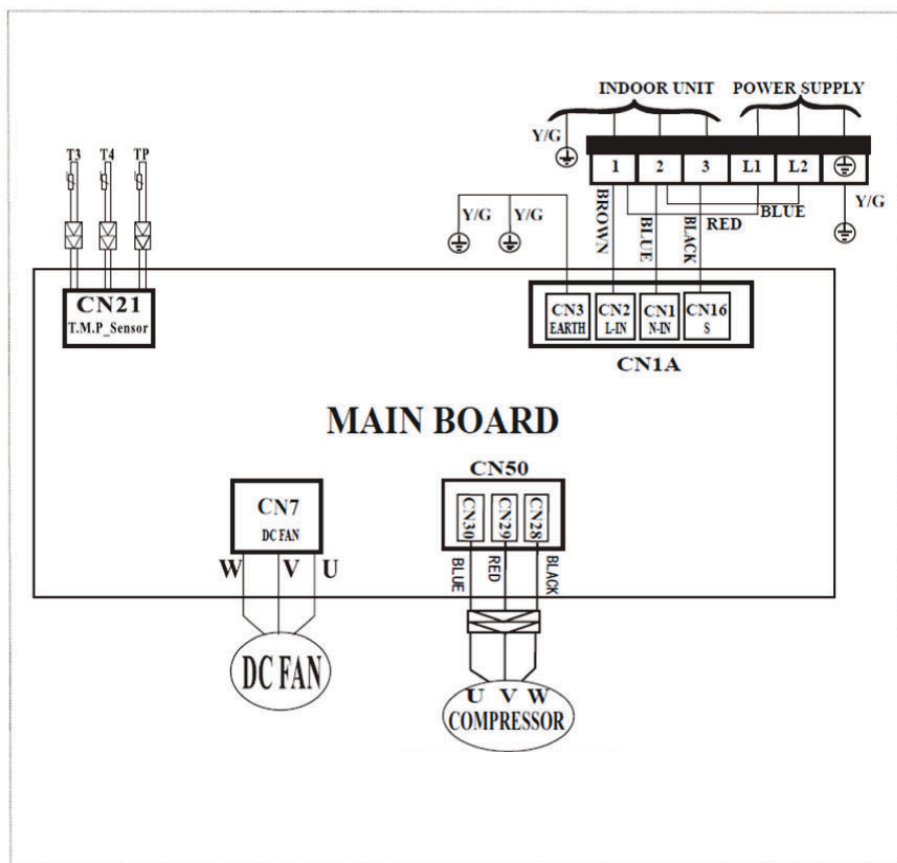 INDOOR UNIT POWER SUPPLY
Y/G
T3 T4 TP
1 2 3 L1 L2
Y/G Y/G
BROWN
BLUE
BLACK
RED
BLUE
Y/G
CN21
T.M.P_Sensor
CN3 EARTH
CN2 L-IN
CN1 N-IN
CN16 S
CN1A
MAIN BOARD
CN50
CN7
DC FAN
CN30 CN29 CN28
W V U
BLUE RED BLACK
DC FAN
U V W
COMPRESSOR